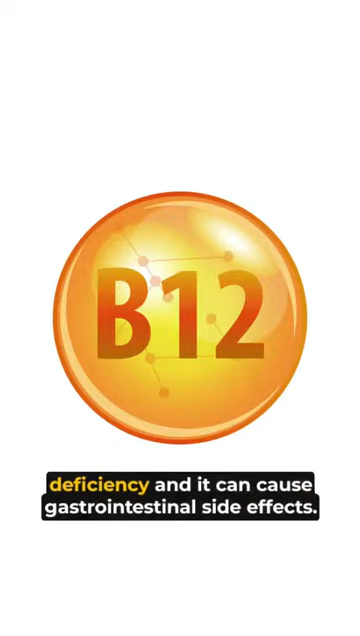 B12
deficiency and it can cause
gastrointestinal side effects.